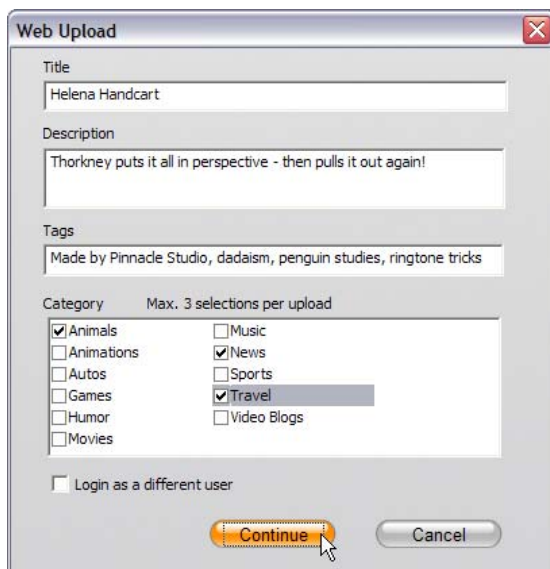 Web Upload
Title
Helena Handcart
Description
Thorkney puts it all in perspective - then pulls it out again!
Tags
Made by Pinnacle Studio, dadaism, penguin studies, ringtone tricks
Category Max. 3 selections per upload
Animals Music
Animations News
Autos Sports
Games Travel
Humor Video Blogs
Movies
Login as a different user
Continue Cancel